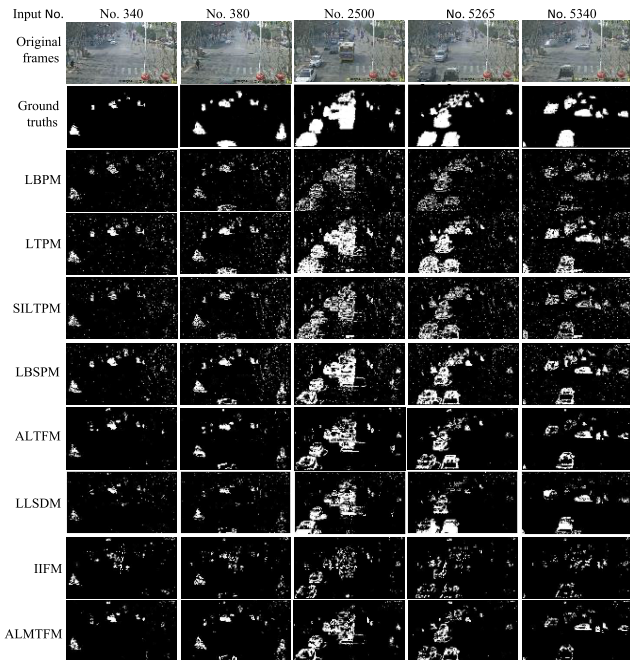 Input No. No. 340 No. 380 No. 2500 No. 5265 No. 5340
Original
frames
Ground
truths
LBPM
LTPM
SILTPM
LBSPM
ALTFM
LLSDM
IIFM
ALMTFM